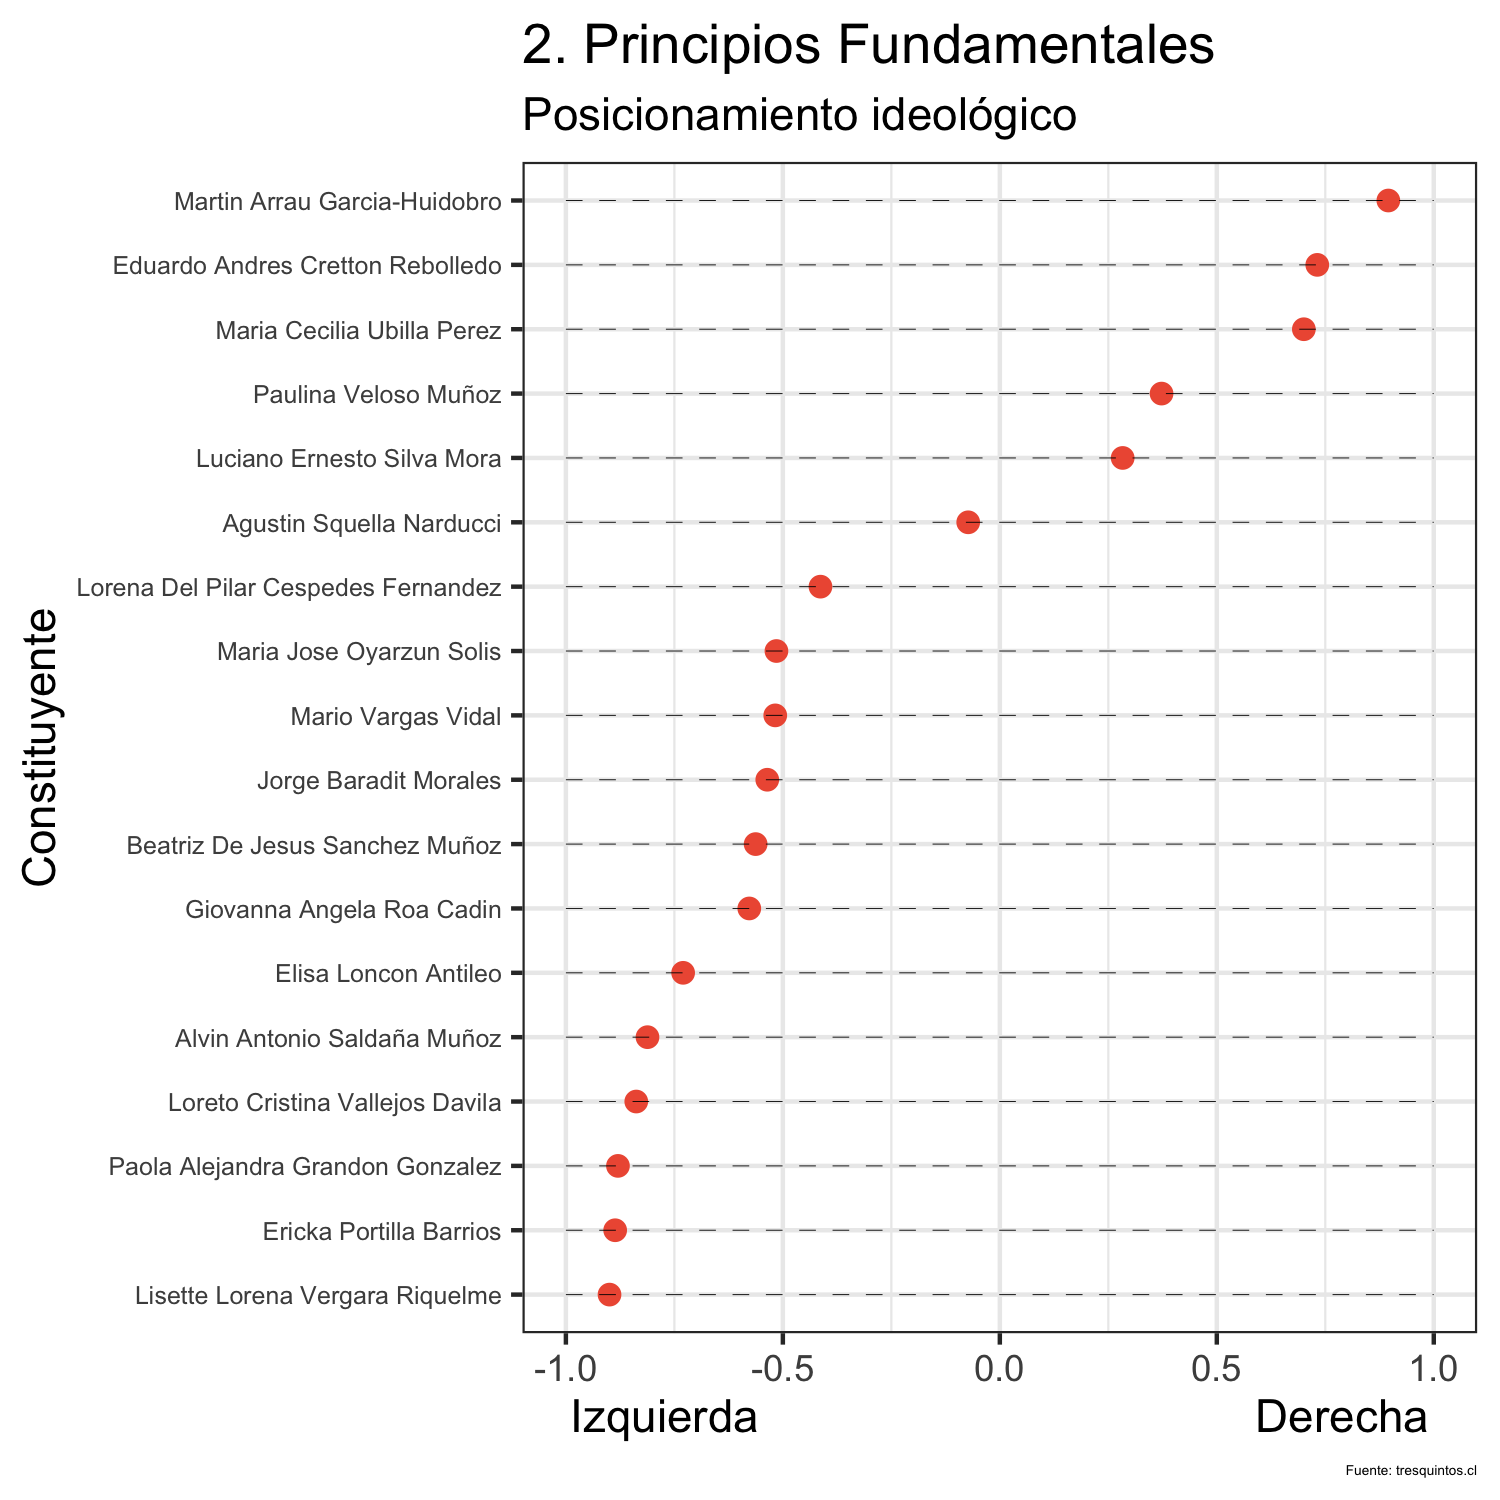 2. Principios Fundamentales
Posicionamiento ideológico
Constituyente
Martin Arrau Garcia-Huidobro
Eduardo Andres Cretton Rebolledo
Maria Cecilia Ubilla Perez
Paulina Veloso Muñoz
Luciano Ernesto Silva Mora
Agustin Squella Narducci
Lorena Del Pilar Cespedes Fernandez
Maria Jose Oyarzun Solis
Mario Vargas Vidal
Jorge Baradit Morales
Beatriz De Jesus Sanchez Muñoz
Giovanna Angela Roa Cadin
Elisa Loncon Antileo
Alvin Antonio Saldaña Muñoz
Loreto Cristina Vallejos Davila
Paola Alejandra Grandon Gonzalez
Ericka Portilla Barrios
Lisette Lorena Vergara Riquelme
-1.0 -0.5 0.0 0.5 1.0
Izquierda Derecha
Fuente: tresquintos.cl